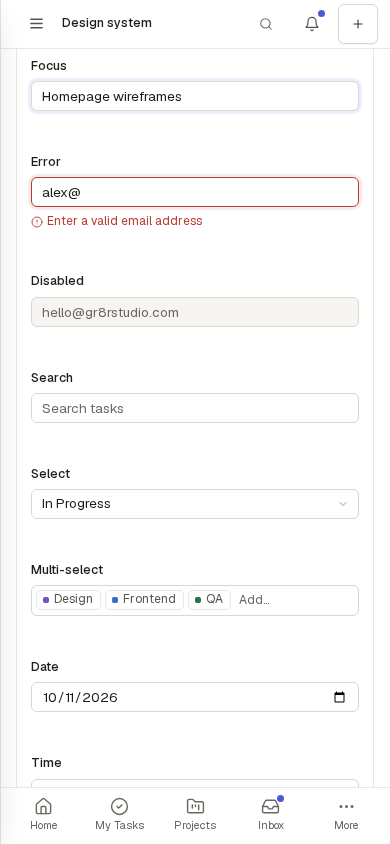 Design system
Focus
Homepage wireframes
Error
alex@
Enter a valid email address
Disabled
hello@gr8rstudio.com
Search
Search tasks
Select
In Progress
Multi-select
Design Frontend QA Add…
Date
10/11/2026
Time
Home My Tasks Projects Inbox More